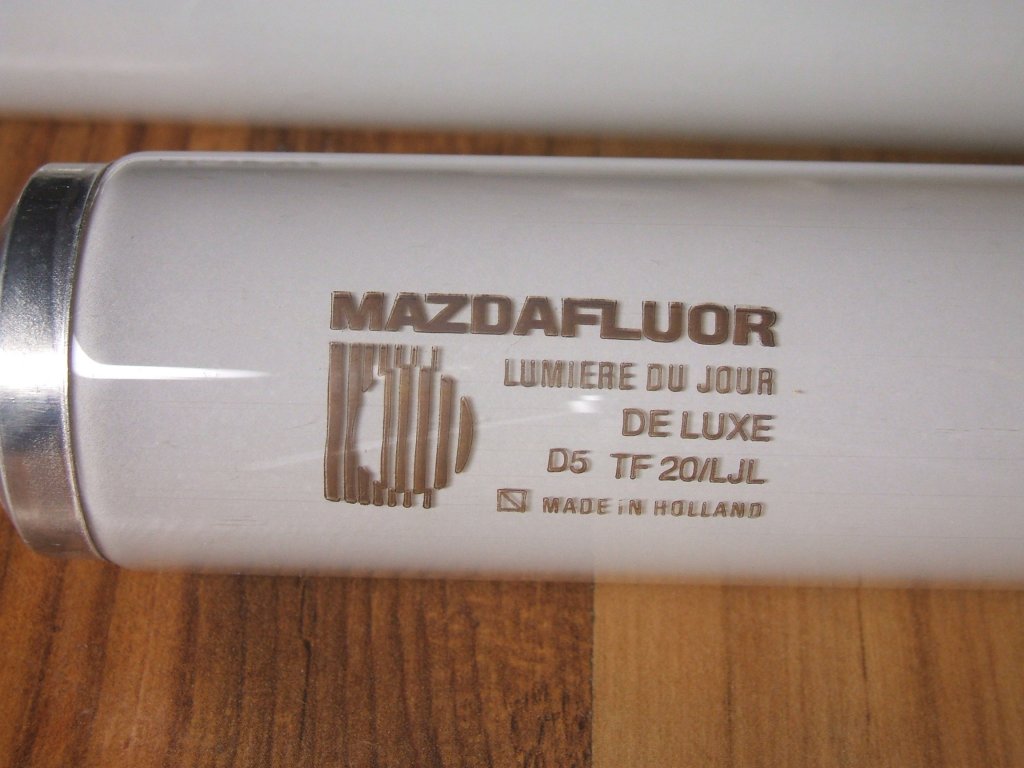 MAZDAFLUOR
LUMIERE DU JOUR
DE LUXE
D5 TF 20/LJL
MADE iN HOLLAND